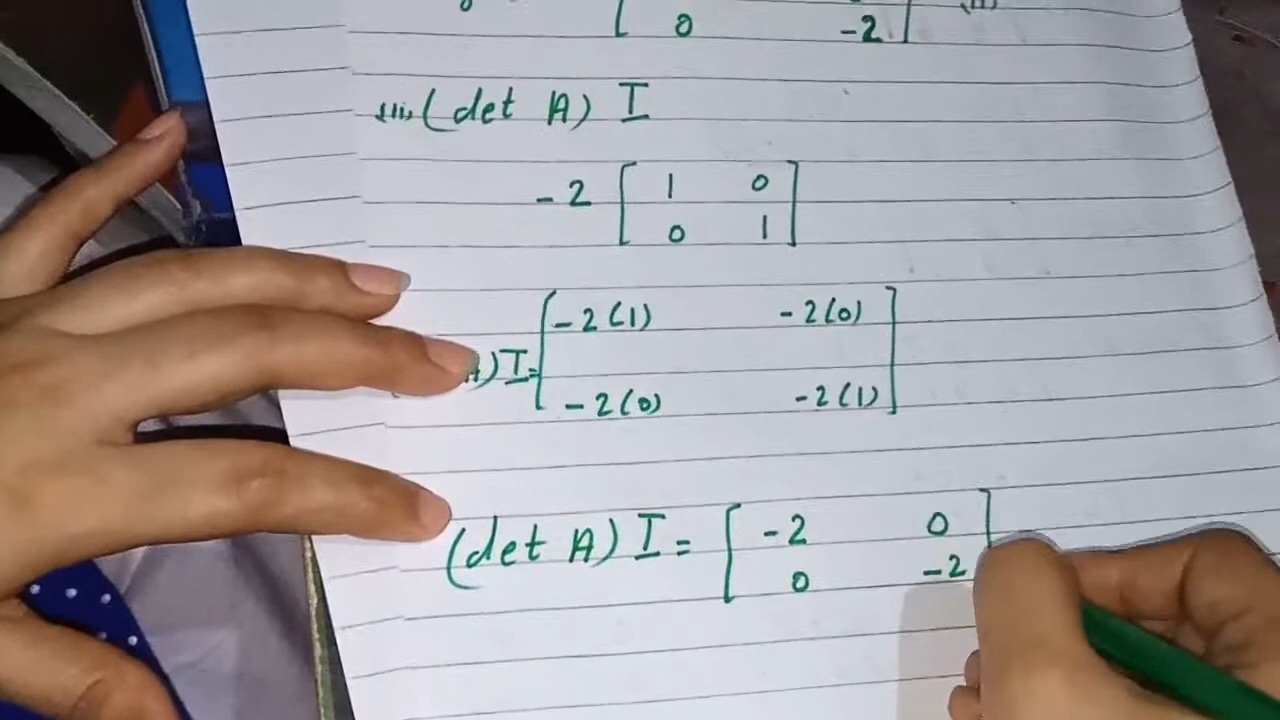 [ 0 -2 ]
iii, (det A) I
-2 [ 1 0
0 1 ]
[ -2(1) -2(0)
A) I =
-2(0) -2(1) ]
(det A) I = [ -2 0
0 -2 ]